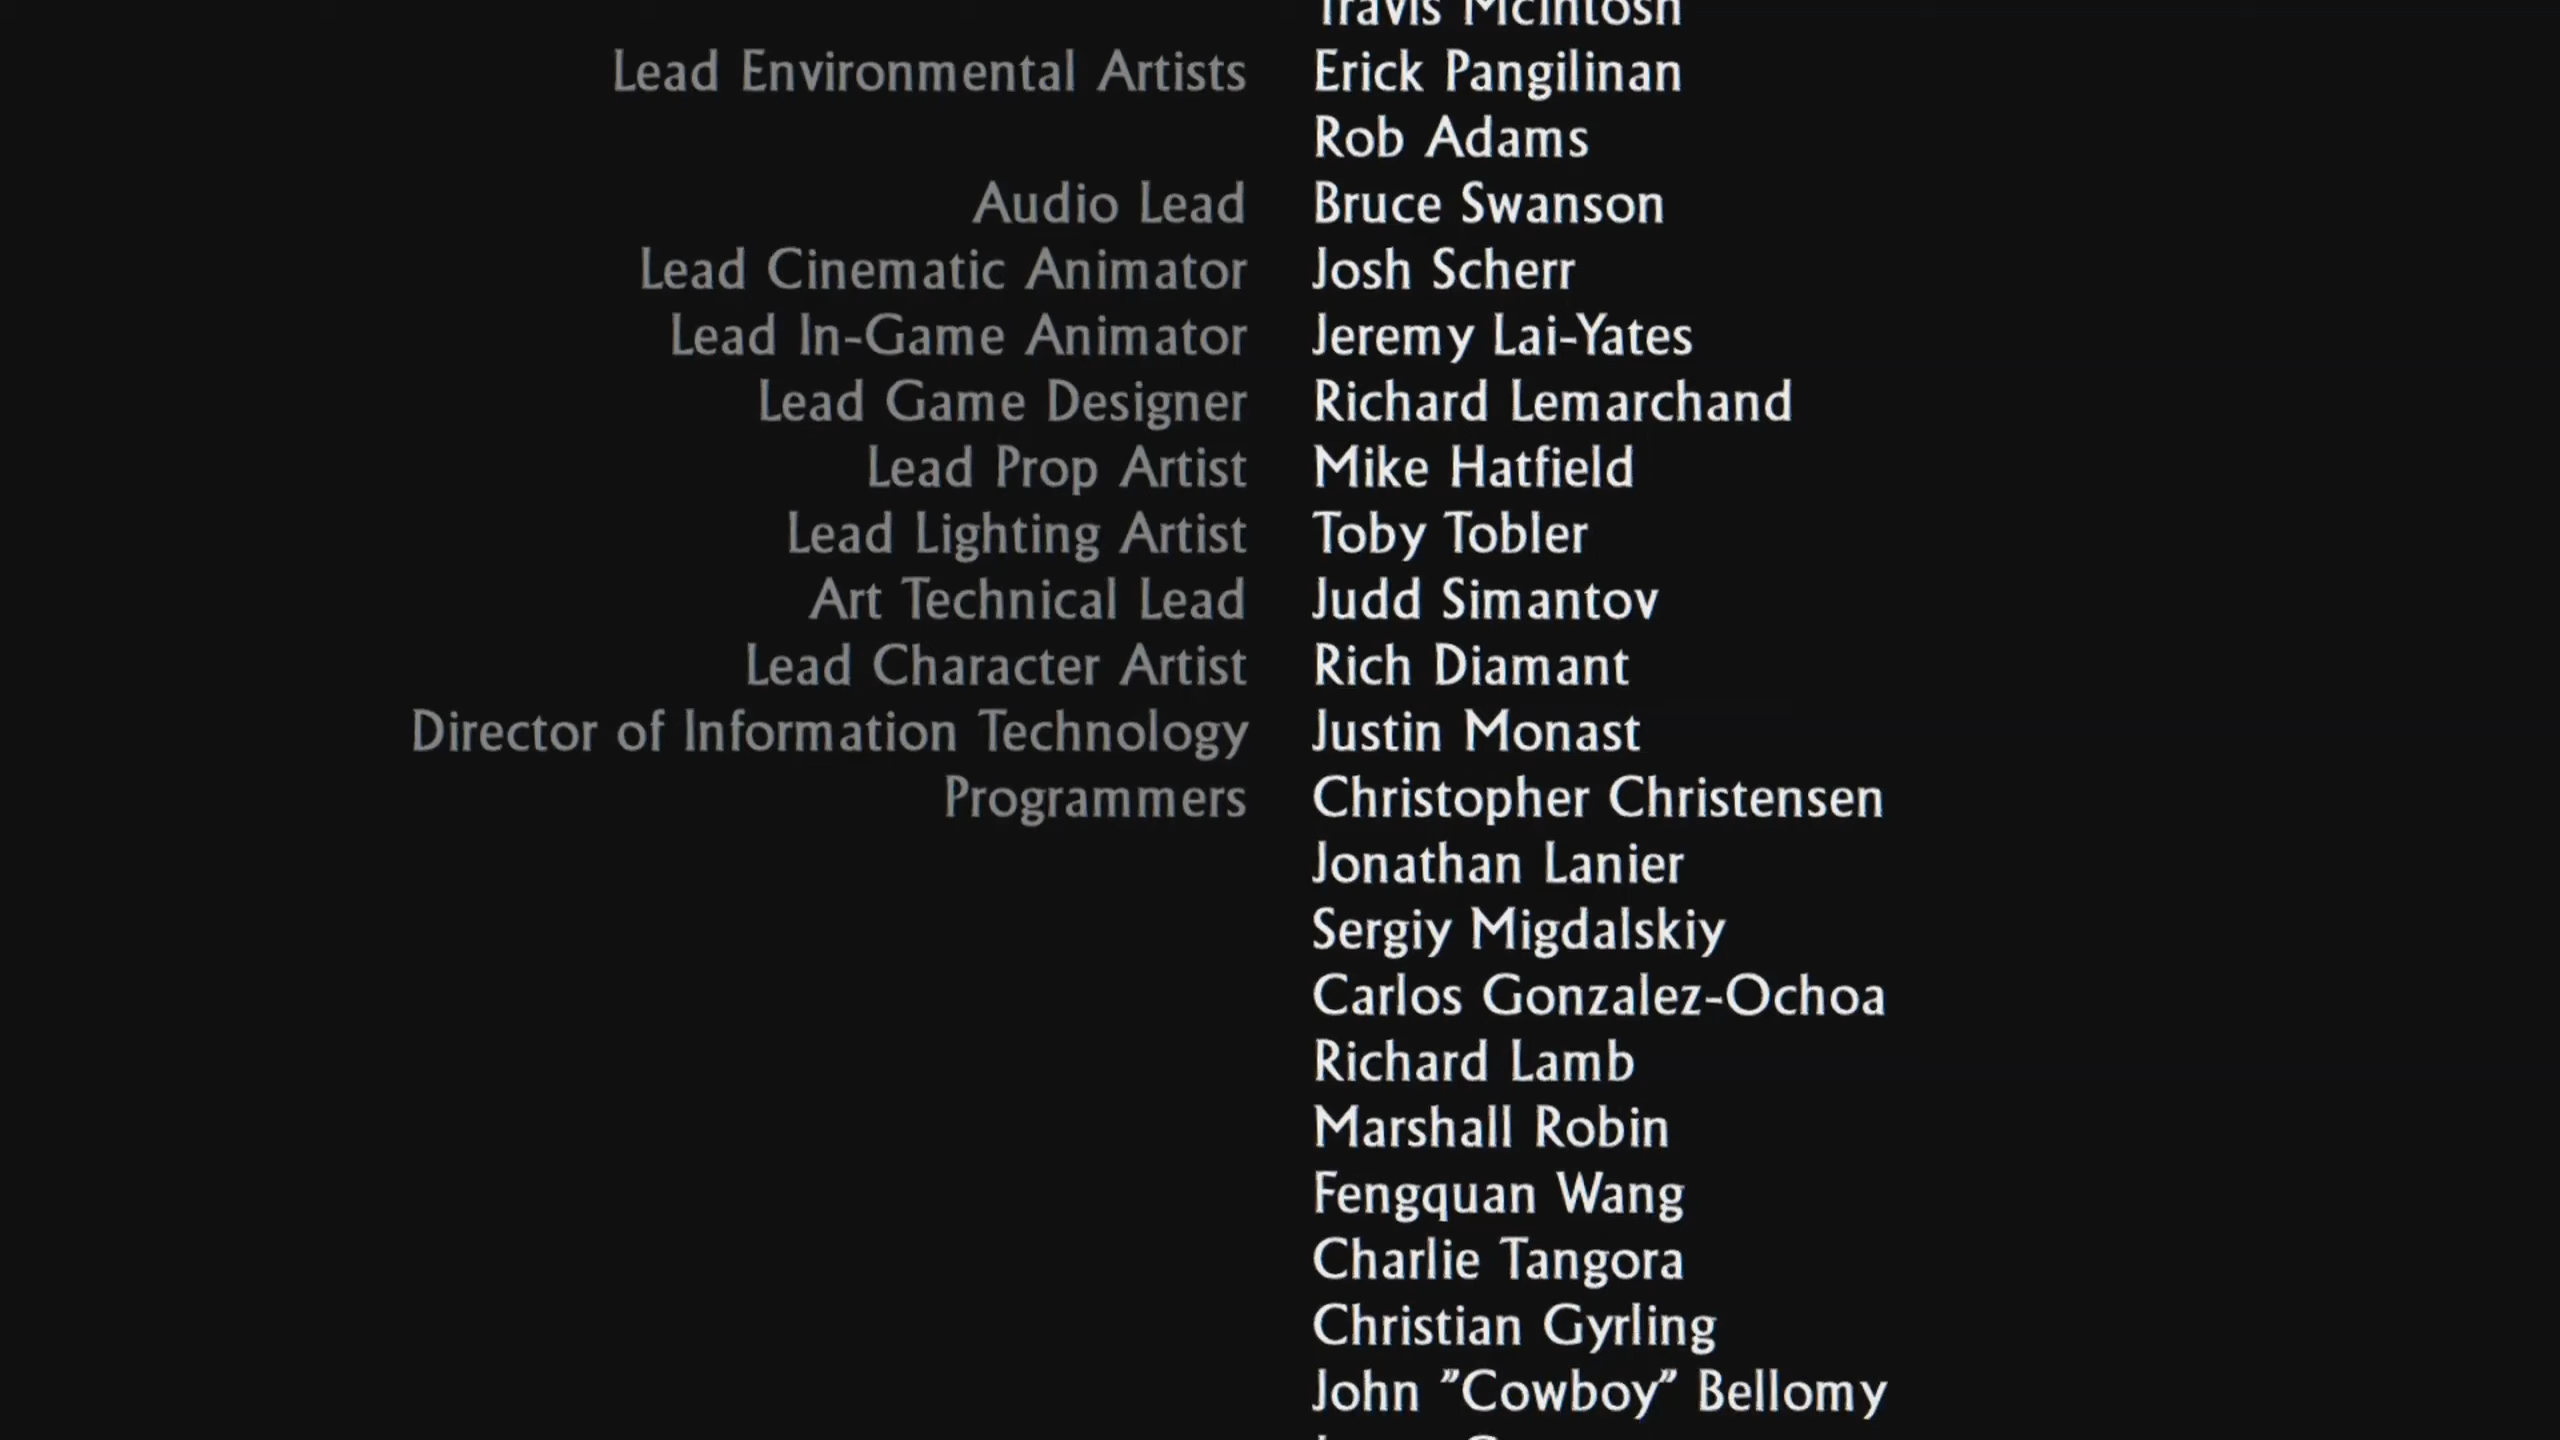 Travis McIntosh
Lead Environmental Artists Erick Pangilinan
Rob Adams
Audio Lead Bruce Swanson
Lead Cinematic Animator Josh Scherr
Lead In-Game Animator Jeremy Lai-Yates
Lead Game Designer Richard Lemarchand
Lead Prop Artist Mike Hatfield
Lead Lighting Artist Toby Tobler
Art Technical Lead Judd Simantov
Lead Character Artist Rich Diamant
Director of Information Technology Justin Monast
Programmers Christopher Christensen
Jonathan Lanier
Sergiy Migdalskiy
Carlos Gonzalez-Ochoa
Richard Lamb
Marshall Robin
Fengquan Wang
Charlie Tangora
Christian Gyrling
John ”Cowboy” Bellomy